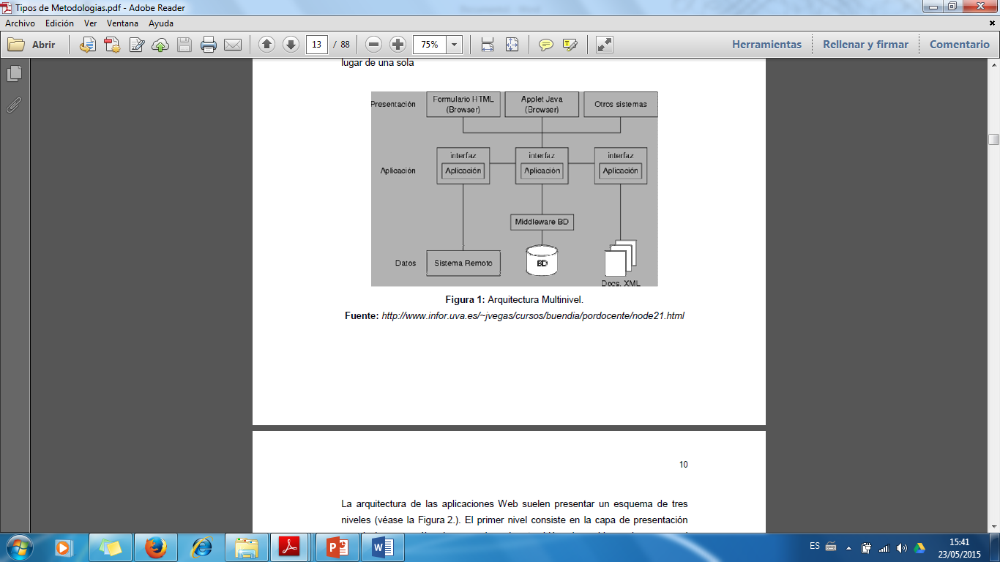 Tipos de Metodologias.pdf - Adobe Reader
Archivo Edición Ver Ventana Ayuda
Abrir 13 / 88 75% Herramientas Rellenar y firmar Comentario
lugar de una sola
Presentación
Formulario HTML (Browser)
Applet Java (Browser)
Otros sistemas
Aplicación
interfaz
Aplicación
interfaz
Aplicación
interfaz
Aplicación
Middleware BD
Datos
Sistema Remoto
BD
Docs. XML
Figura 1: Arquitectura Multinivel.
Fuente: http://www.infor.uva.es/~jvegas/cursos/buendia/pordocente/node21.html
10
La arquitectura de las aplicaciones Web suelen presentar un esquema de tres
niveles (véase la Figura 2.). El primer nivel consiste en la capa de presentación
ES
15:41
23/05/2015